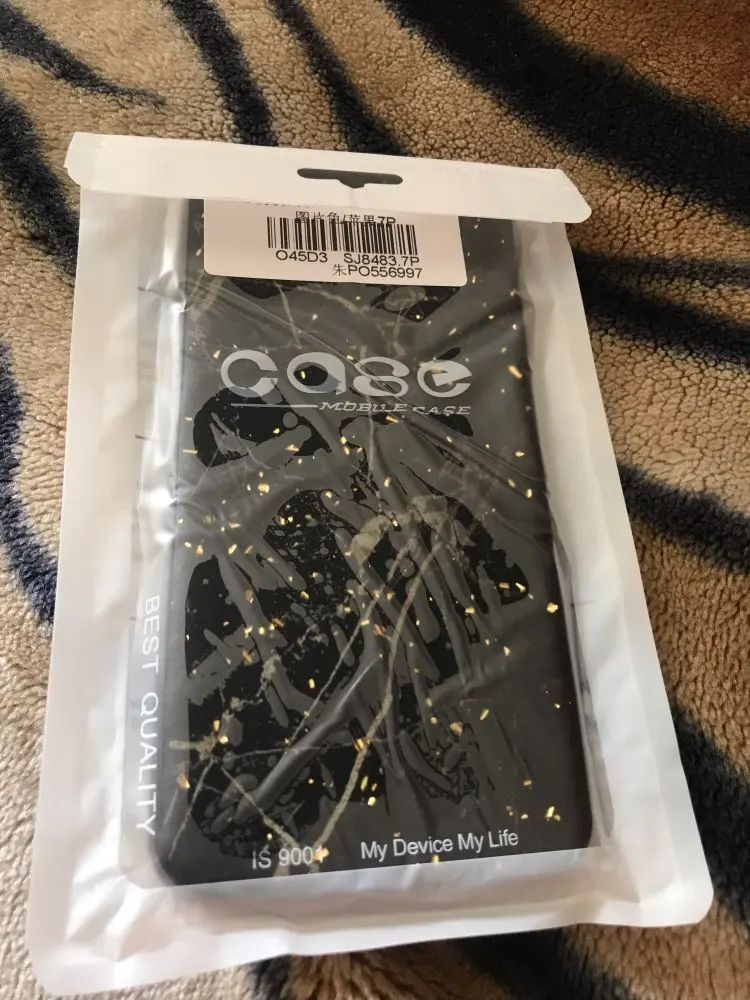 图片色/苹果7P
O45D3 SJ8483.7P
朱PO556997
case
MOBILE CASE
BEST QUALITY
IS 9001 My Device My Life